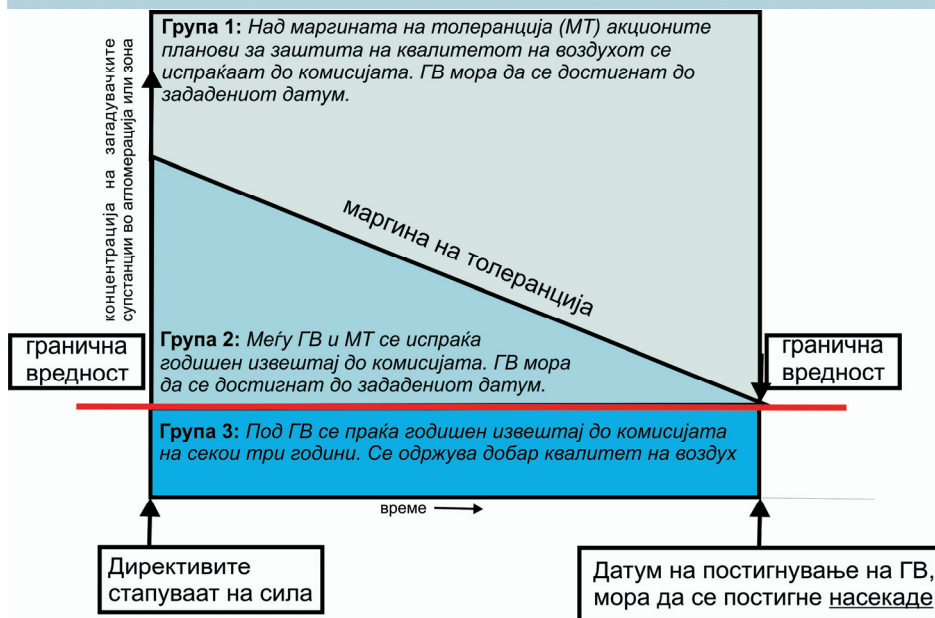 Група 1: Над маргината на толеранција (МТ) акционите
планови за заштита на квалитетот на воздухот се
испраќаат до комисијата. ГВ мора да се достигнат до
зададениот датум.
концентрација на загадувачките
супстанции во агломерација или зона
маргина на толеранција
Група 2: Меѓу ГВ и МТ се испраќа
годишен извештај до комисијата. ГВ мора
да се достигнат до зададениот датум.
гранична
вредност
гранична
вредност
Група 3: Под ГВ се праќа годишен извештај до комисијата
на секои три години. Се одржува добар квалитет на воздух
време
Директивите
стапуваат на сила
Датум на постигнување на ГВ,
мора да се постигне насекаде